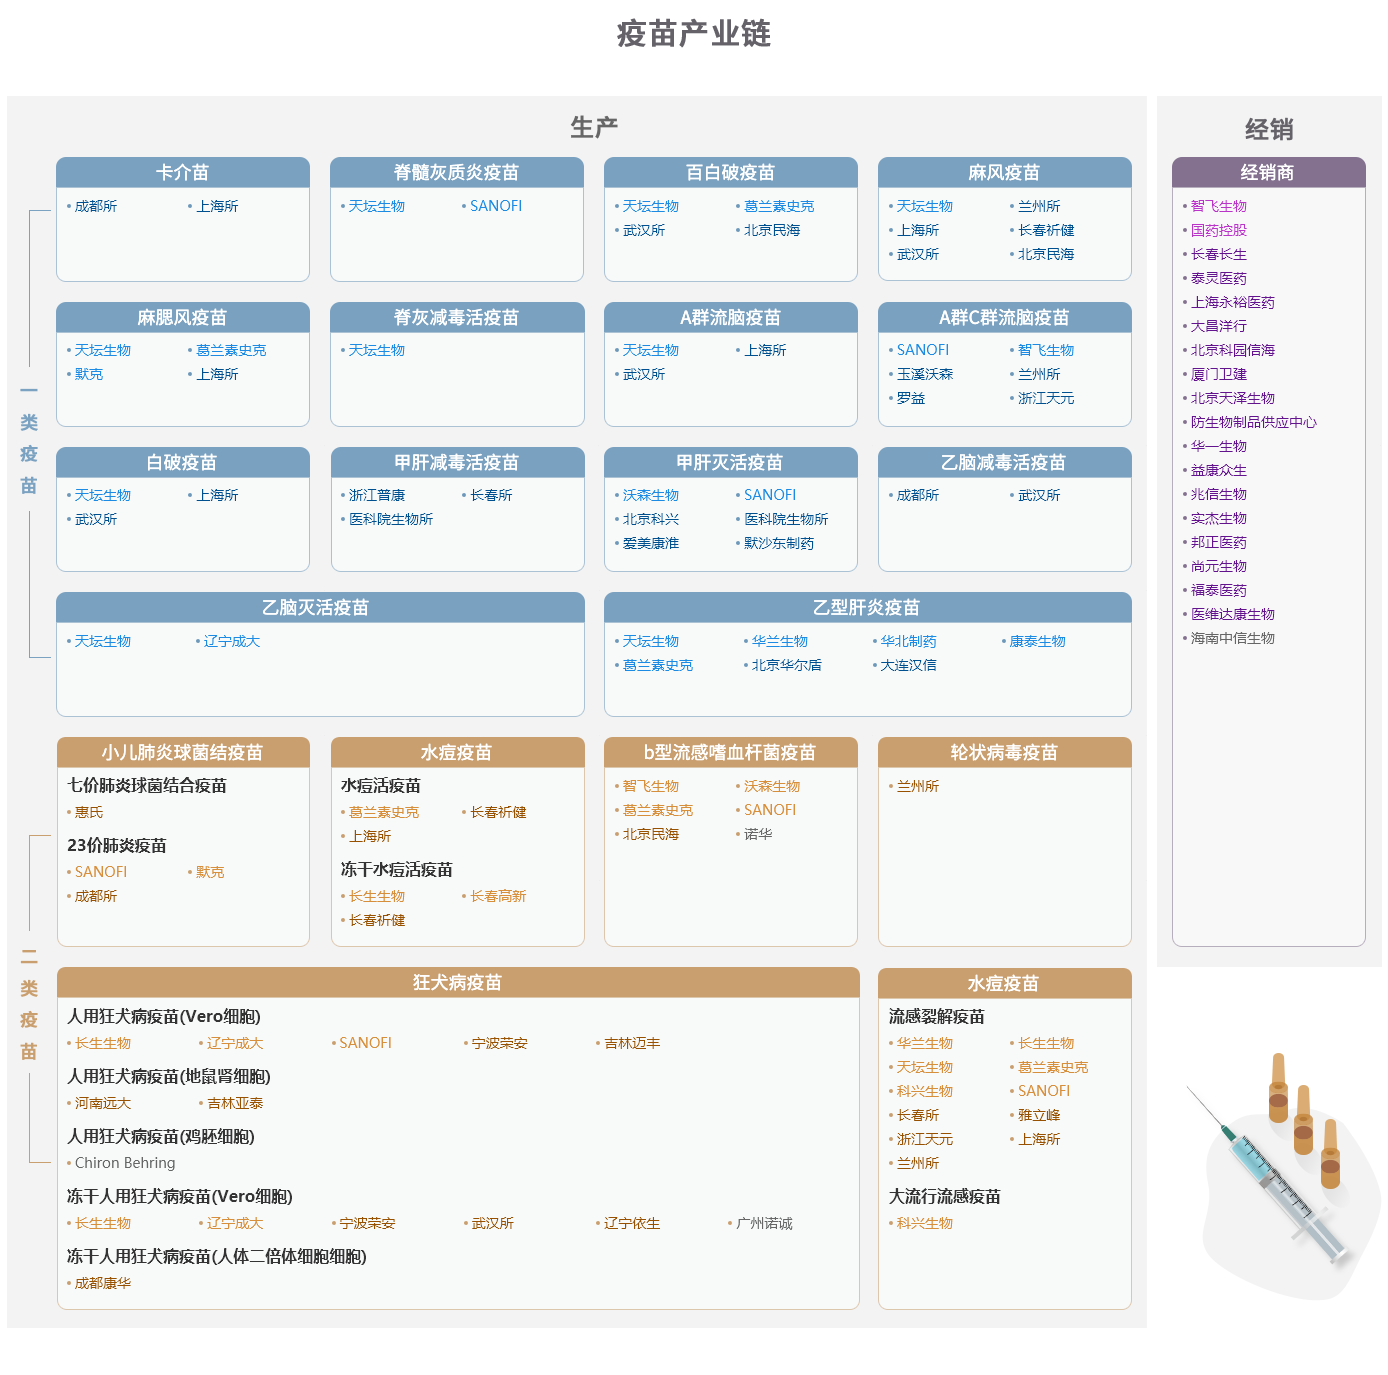 疫苗产业链
生产
卡介苗
成都所 上海所
脊髓灰质炎疫苗
天坛生物 SANOFI
百白破疫苗
天坛生物 葛兰素史克
武汉所 北京民海
麻风疫苗
天坛生物 兰州所
上海所 长春祈健
武汉所 北京民海
麻腮风疫苗
天坛生物 葛兰素史克
默克 上海所
脊灰减毒活疫苗
天坛生物
A群流脑疫苗
天坛生物 上海所
武汉所
A群C群流脑疫苗
SANOFI 智飞生物
玉溪沃森 兰州所
罗益 浙江天元
一类疫苗
白破疫苗
天坛生物 上海所
武汉所
甲肝减毒活疫苗
浙江普康 长春所
医科院生物所
甲肝灭活疫苗
沃森生物 SANOFI
北京科兴 医科院生物所
爱美康淮 默沙东制药
乙脑减毒活疫苗
成都所 武汉所
乙脑灭活疫苗
天坛生物 辽宁成大
乙型肝炎疫苗
天坛生物 华兰生物 华北制药 康泰生物
葛兰素史克 北京华尔盾 大连汉信
小儿肺炎球菌结疫苗
七价肺炎球菌结合疫苗
惠氏
23价肺炎疫苗
SANOFI 默克
成都所
水痘疫苗
水痘活疫苗
葛兰素史克 长春祈健
上海所
冻干水痘活疫苗
长生生物 长春高新
长春祈健
b型流感嗜血杆菌疫苗
智飞生物 沃森生物
葛兰素史克 SANOFI
北京民海 诺华
轮状病毒疫苗
兰州所
二类疫苗
狂犬病疫苗
人用狂犬病疫苗(Vero细胞)
长生生物 辽宁成大 SANOFI 宁波荣安 吉林迈丰
人用狂犬病疫苗(地鼠肾细胞)
河南远大 吉林亚泰
人用狂犬病疫苗(鸡胚细胞)
Chiron Behring
冻干人用狂犬病疫苗(Vero细胞)
长生生物 辽宁成大 宁波荣安 武汉所 辽宁依生 广州诺诚
冻干人用狂犬病疫苗(人体二倍体细胞细胞)
成都康华
水痘疫苗
流感裂解疫苗
华兰生物 长生生物
天坛生物 葛兰素史克
科兴生物 SANOFI
长春所 雅立峰
浙江天元 上海所
兰州所
大流行流感疫苗
科兴生物
经销
经销商
智飞生物
国药控股
长春长生
泰灵医药
上海永裕医药
大昌洋行
北京科园信海
厦门卫建
北京天泽生物
防生物制品供应中心
华一生物
益康众生
兆信生物
实杰生物
邦正医药
尚元生物
福泰医药
医维达康生物
海南中信生物